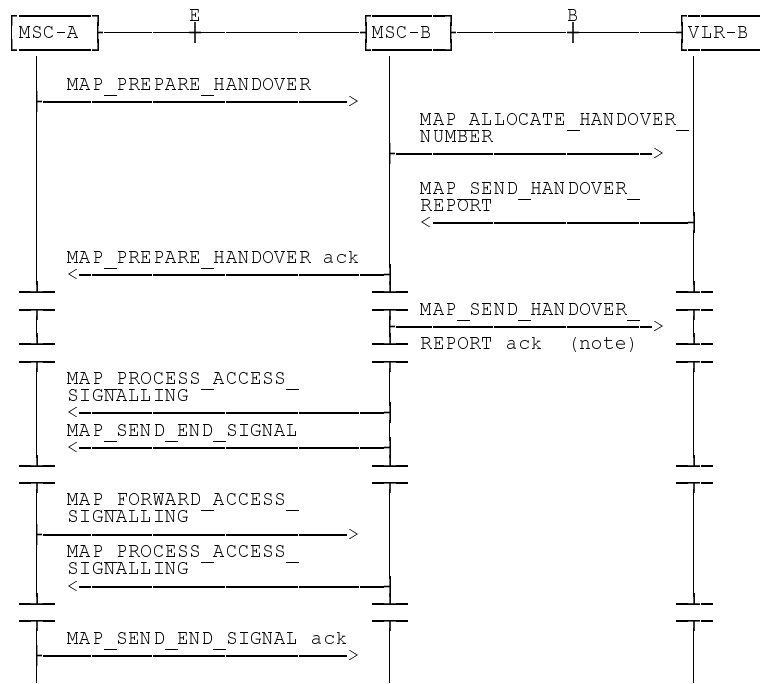 E B
MSC-A MSC-B VLR-B
MAP_PREPARE_HANDOVER
MAP_ALLOCATE_HANDOVER_
NUMBER
MAP_SEND_HANDOVER_
REPORT
MAP_PREPARE_HANDOVER ack
MAP_SEND_HANDOVER_
REPORT ack (note)
MAP_PROCESS_ACCESS_
SIGNALLING
MAP_SEND_END_SIGNAL
MAP_FORWARD_ACCESS_
SIGNALLING
MAP_PROCESS_ACCESS_
SIGNALLING
MAP_SEND_END_SIGNAL ack